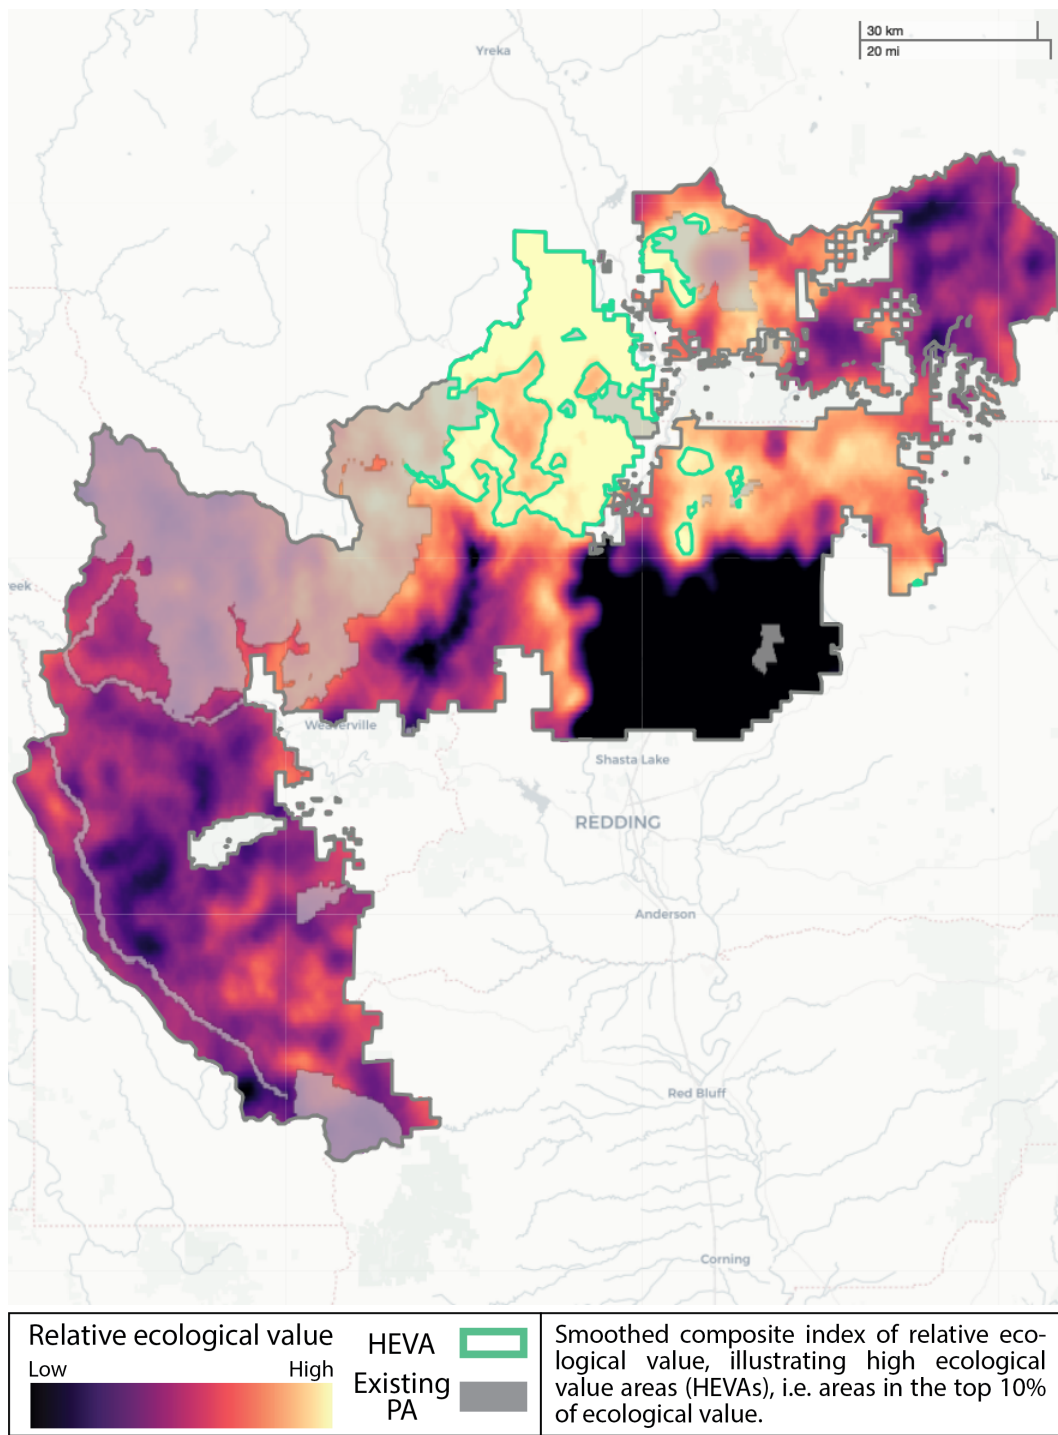 30 km
20 mi
Yreka
eek
Weaverville
Shasta Lake
REDDING
Anderson
Red Bluff
Corning
Relative ecological value
Low High
HEVA
Existing
PA
Smoothed composite index of relative eco-
logical value, illustrating high ecological
value areas (HEVAs), i.e. areas in the top 10%
of ecological value.